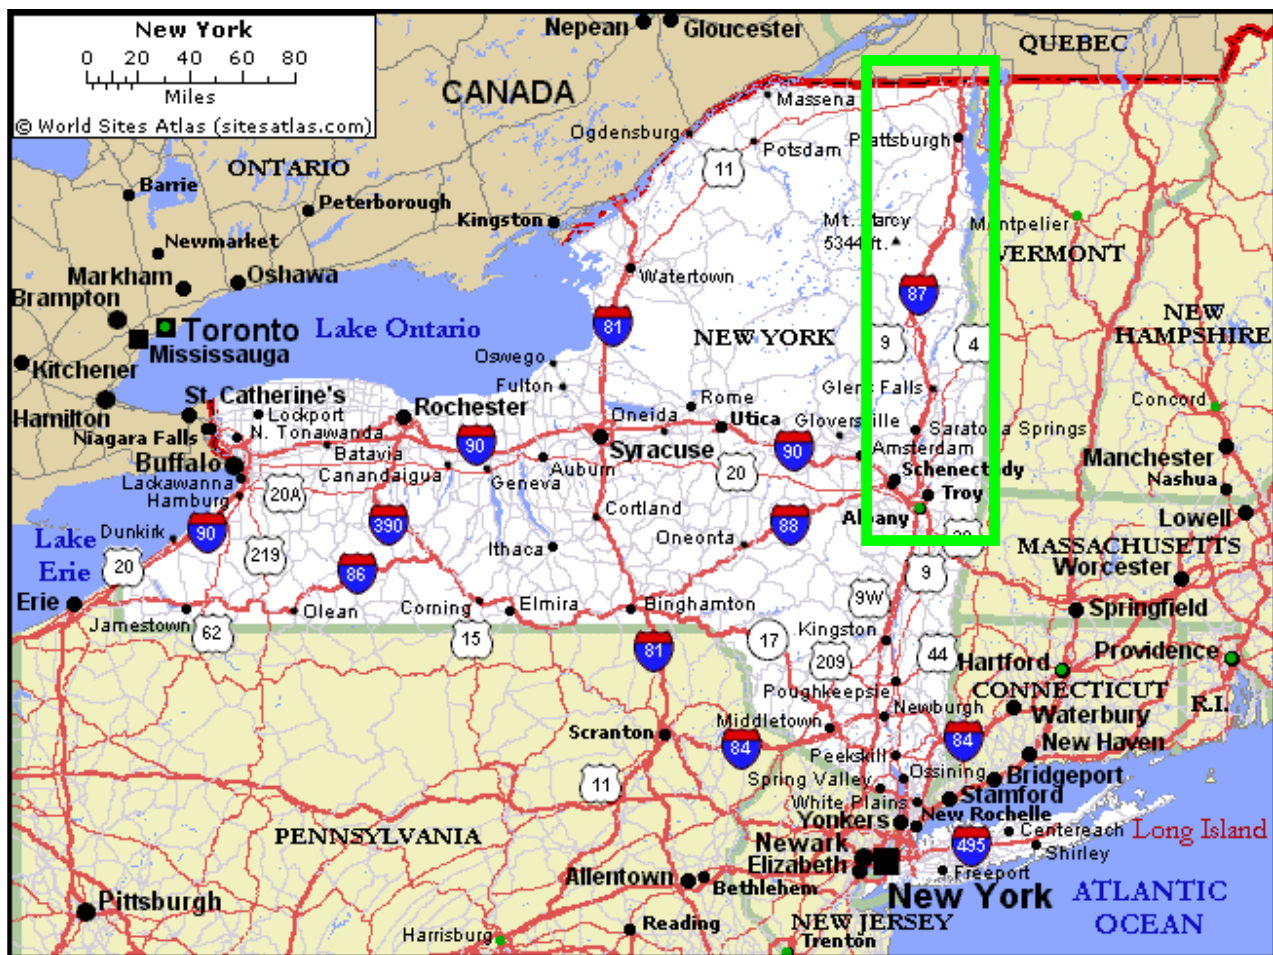 New York
0 20 40 60 80
Miles
© World Sites Atlas (sitesatlas.com)
Nepean
Gloucester
QUEBEC
CANADA
Massena
Ogdensburg
Potsdam
Plattsburgh
11
ONTARIO
Barrie
Peterborough
Kingston
Newmarket
Mt. Marcy
5344 ft.
Montpelier
VERMONT
Markham
Oshawa
Watertown
Brampton
87
Toronto
Lake Ontario
81
NEW YORK
NEW
HAMPSHIRE
Mississauga
9
4
Oswego
Kitchener
Fulton
Glens Falls
St. Catherine's
Rome
Concord
Hamilton
Lockport
Rochester
Oneida
Utica
Gloversville
Saratoga Springs
Niagara Falls
N. Tonawanda
90
Syracuse
90
Amsterdam
Batavia
Manchester
Buffalo
Canandaigua
Geneva
Auburn
20
Schenectady
Nashua
Lackawanna
20A
Hamburg
Troy
Cortland
Albany
Lowell
Dunkirk
90
390
88
Lake
Erie
219
Ithaca
Oneonta
20
MASSACHUSETTS
20
86
9
Worcester
Erie
Olean
Corning
Elmira
Binghamton
9W
Springfield
Jamestown
62
15
81
17
Kingston
209
44
Hartford
Providence
Poughkeepsie
CONNECTICUT
R.I.
Newburgh
Waterbury
Middletown
Scranton
84
84
New Haven
Peekskill
11
Spring Valley
Ossining
Bridgeport
White Plains
Stamford
PENNSYLVANIA
Yonkers
New Rochelle
Centereach
Long Island
Newark
495
Shirley
Elizabeth
Freeport
Allentown
Bethlehem
New York
ATLANTIC
OCEAN
Pittsburgh
Reading
NEW JERSEY
Harrisburg
Trenton